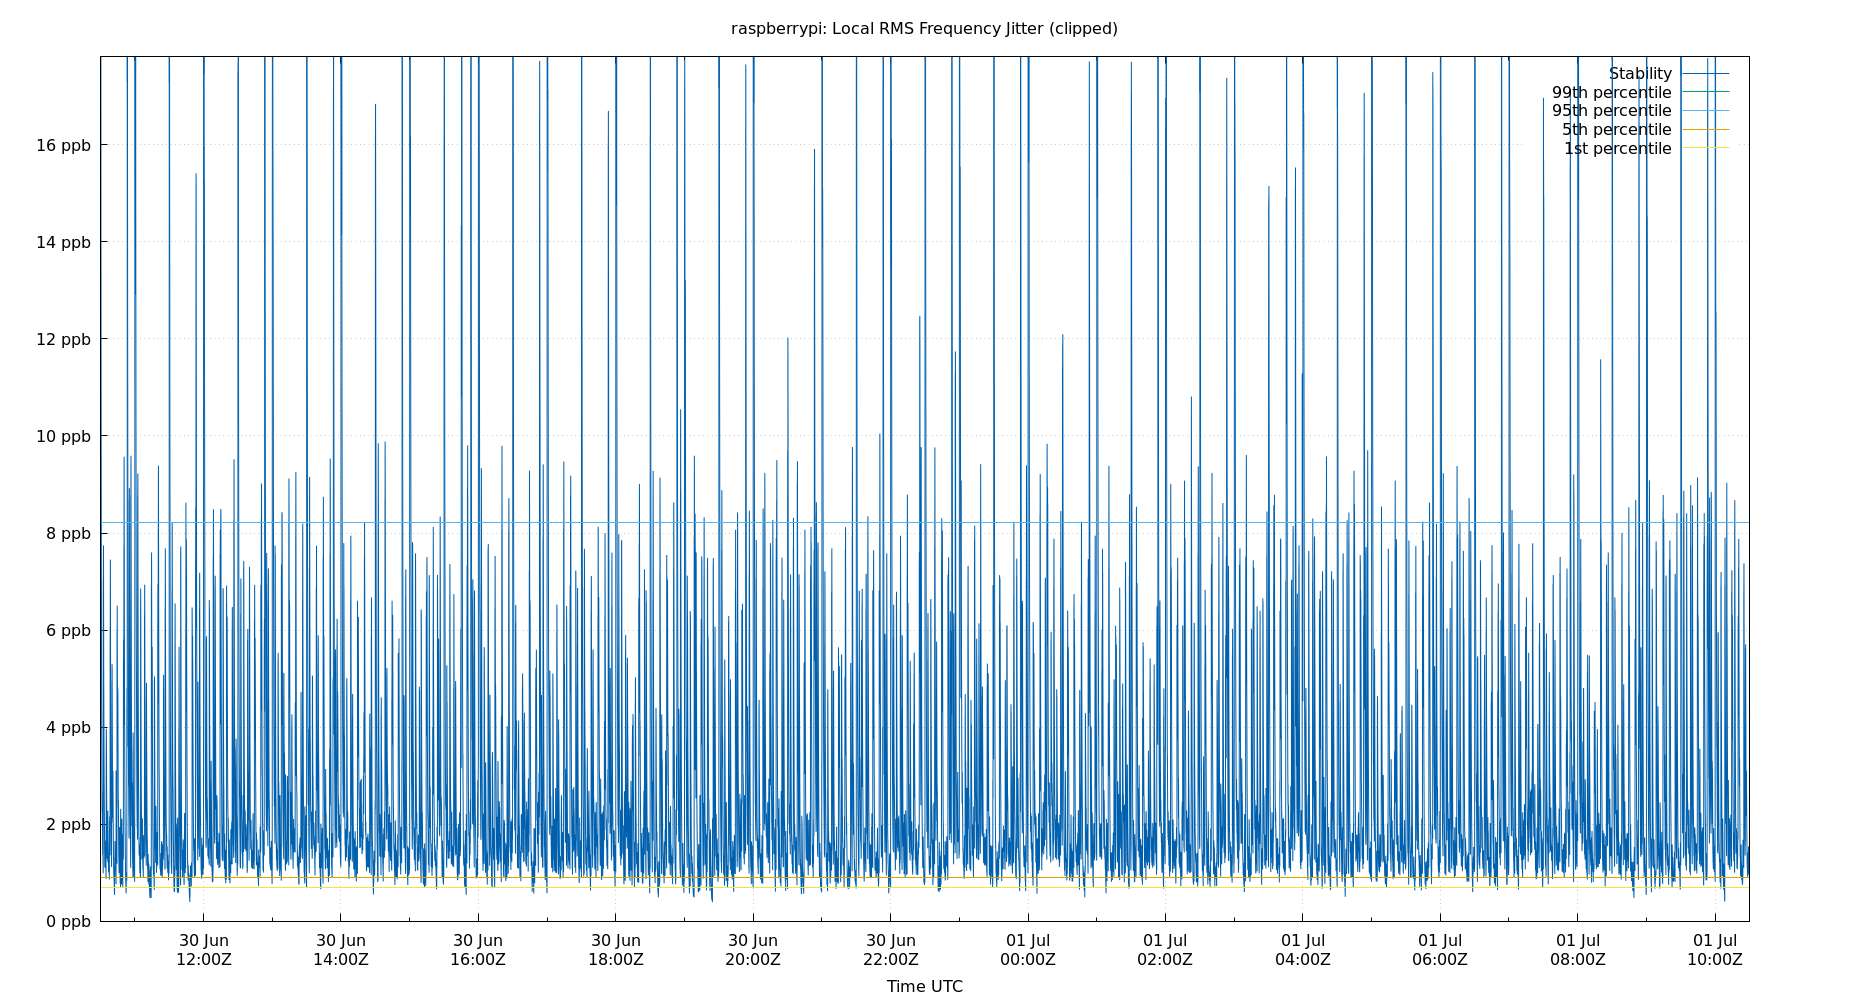 raspberrypi: Local RMS Frequency Jitter (clipped)
Stability
99th percentile
95th percentile
5th percentile
1st percentile
16 ppb
14 ppb
12 ppb
10 ppb
8 ppb
6 ppb
4 ppb
2 ppb
0 ppb
30 Jun 30 Jun 30 Jun 30 Jun 30 Jun 30 Jun 01 Jul 01 Jul 01 Jul 01 Jul 01 Jul 01 Jul
12:00Z 14:00Z 16:00Z 18:00Z 20:00Z 22:00Z 00:00Z 02:00Z 04:00Z 06:00Z 08:00Z 10:00Z
Time UTC